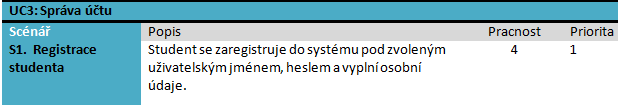 UC3: Správa účtu
Scénář Popis Pracnost Priorita
S1. Registrace Student se zaregistruje do systému pod zvoleným 4 1
studenta uživatelským jménem, heslem a vyplní osobní
údaje.